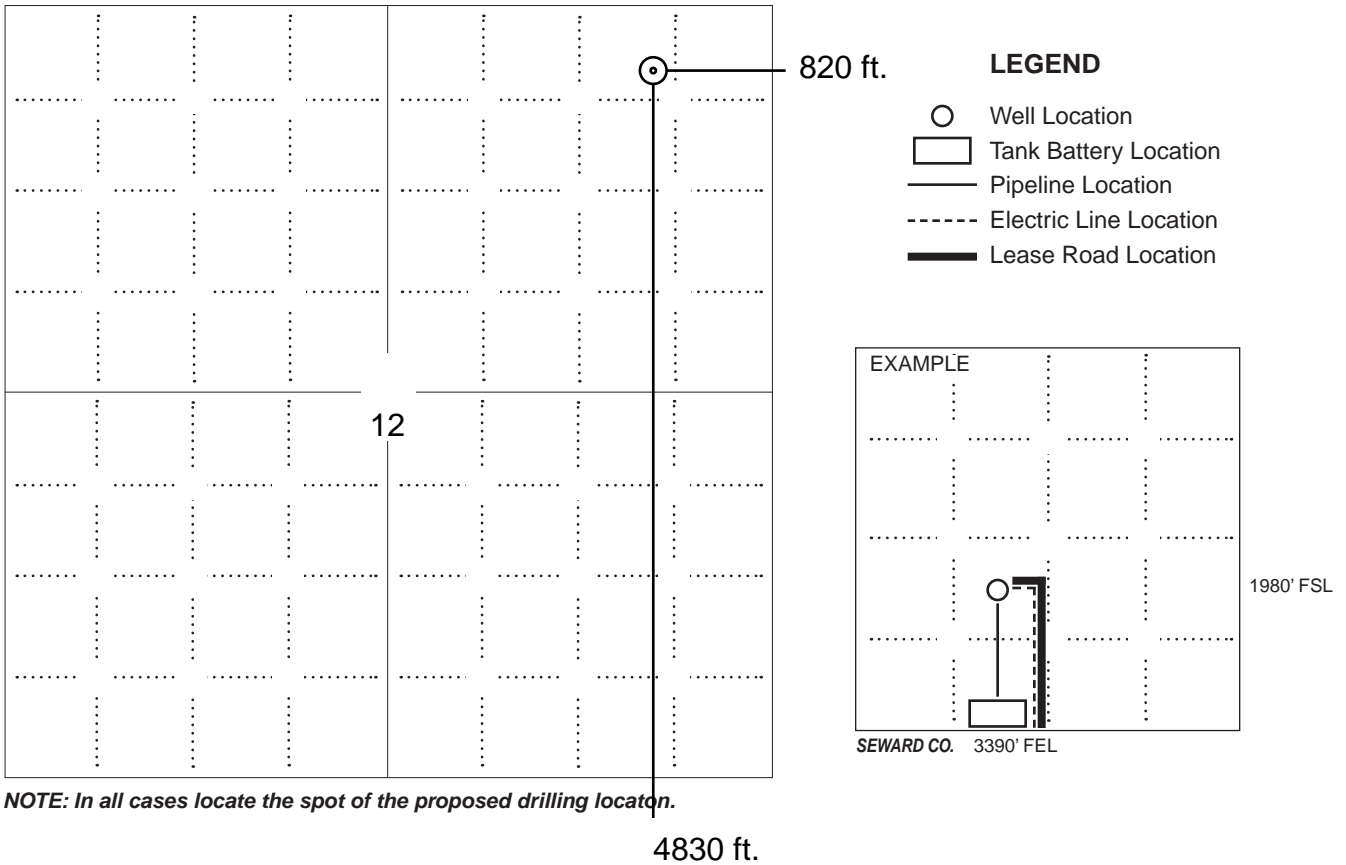 820 ft.
LEGEND
Well Location
Tank Battery Location
Pipeline Location
Electric Line Location
Lease Road Location
12
EXAMPLE
1980' FSL
SEWARD CO. 3390' FEL
NOTE: In all cases locate the spot of the proposed drilling locaton.
4830 ft.